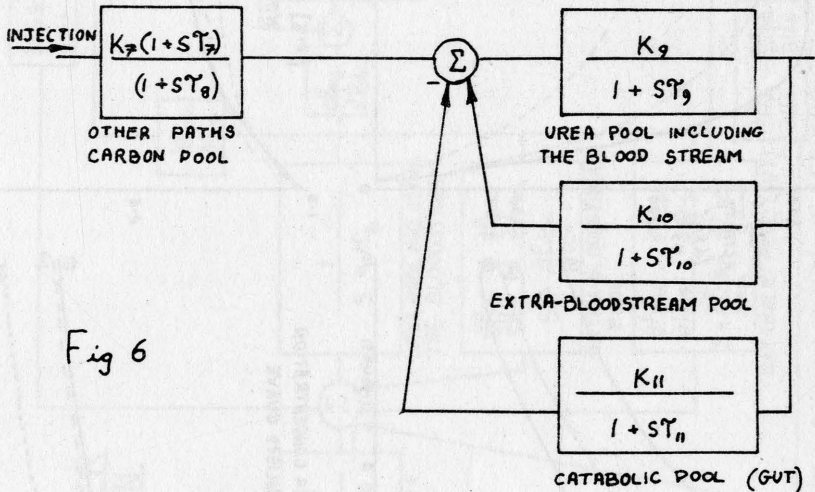 INJECTION
K₇(1+S𝜏₇)
(1+S𝜏₈)
OTHER PATHS
CARBON POOL
-
Σ
K₉
1+S𝜏₉
UREA POOL INCLUDING
THE BLOOD STREAM
K₁₀
1+S𝜏₁₀
EXTRA-BLOODSTREAM POOL
Fig 6
K₁₁
1+S𝜏₁₁
CATABOLIC POOL (GUT)